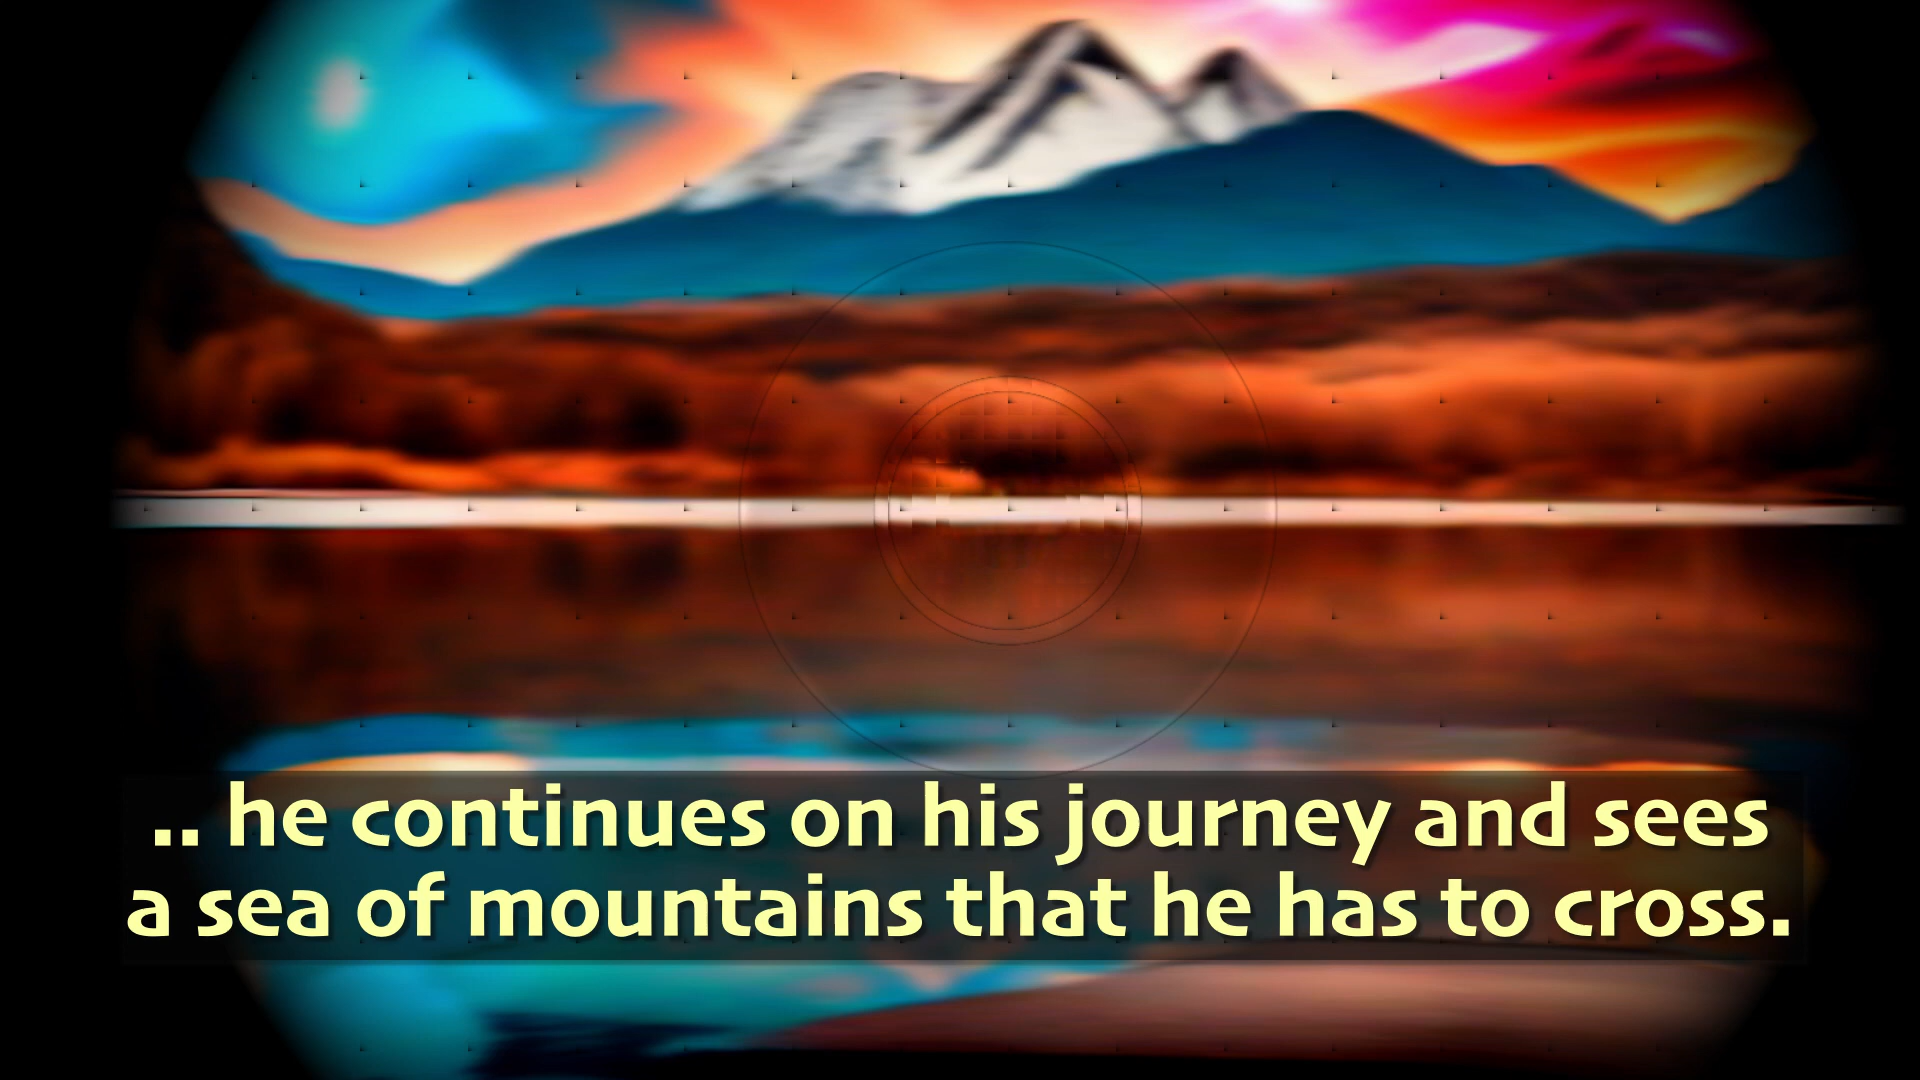 .. he continues on his journey and sees
a sea of mountains that he has to cross.